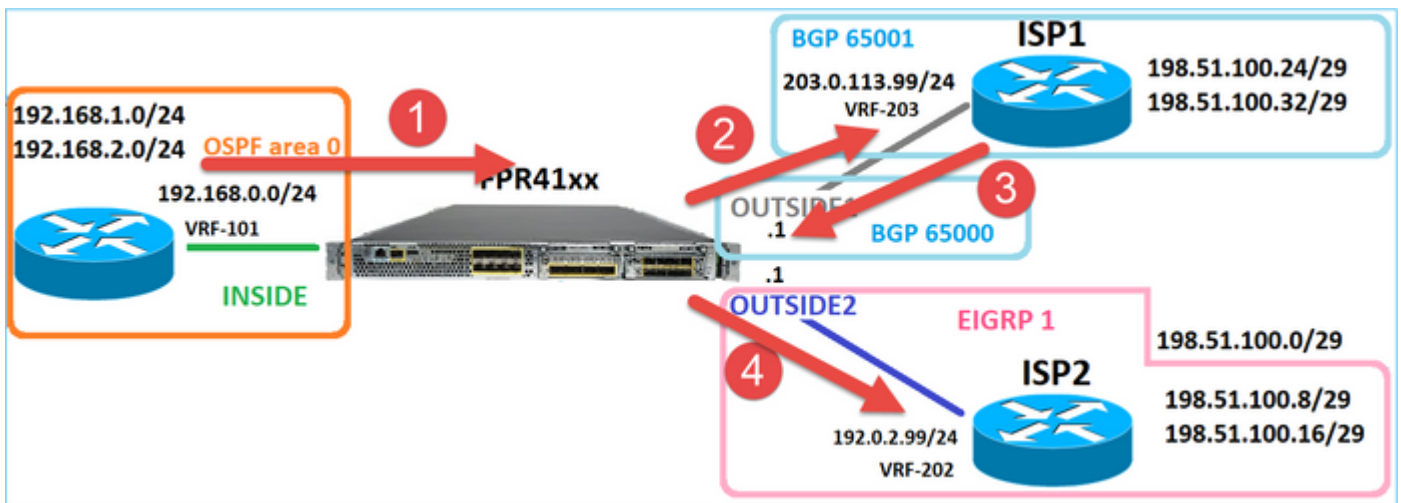 BGP 65001
ISP1
203.0.113.99/24
VRF-203
198.51.100.24/29
198.51.100.32/29
192.168.1.0/24
192.168.2.0/24
OSPF area 0
1
2
3
192.168.0.0/24
VRF-101
INSIDE
FPR41xx
OUTSIDE1
.1
BGP 65000
.1
OUTSIDE2
4
EIGRP 1
198.51.100.0/29
ISP2
198.51.100.8/29
198.51.100.16/29
192.0.2.99/24
VRF-202